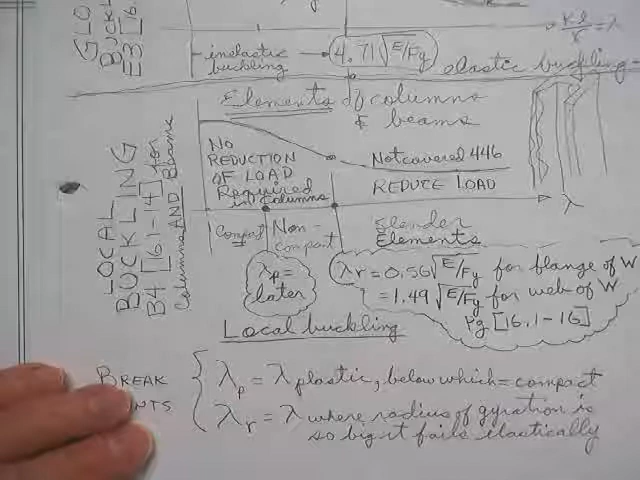 GLO
BUCK
E3 [16.
Kl/r = λ
inelastic
buckling
4.71√E/Fy
elastic buckling
Elements of columns
& beams
LOCAL
BUCKLING
B4 [16.1-14] for
Columns AND Beams
NO
REDUCTION
OF LOAD
Required
in Columns
Not covered 446
REDUCE LOAD
λ
Compact
Non-
compact
Slender
Elements
λp =
later
λr = 0.56√E/Fy for flange of W
= 1.49√E/Fy for web of W
Pg [16.1-16]
Local buckling
BREAK
NTS
λp = λ plastic, below which = compact
λr = λ where radius of gyration is
so big it fails elastically